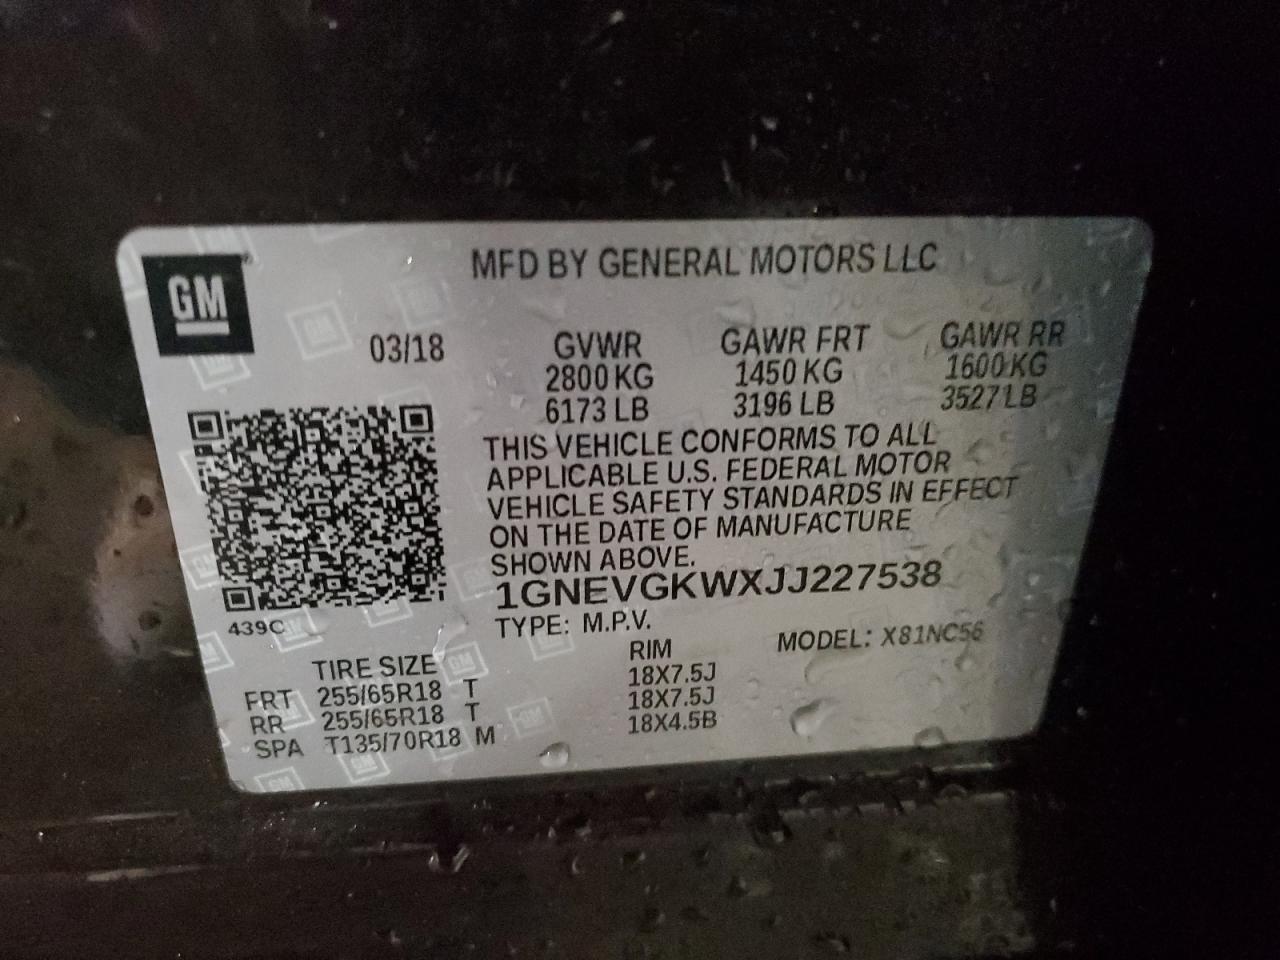 GM
MFD BY GENERAL MOTORS LLC
03/18 GVWR GAWR FRT GAWR RR
2800 KG 1450 KG 1600 KG
6173 LB 3196 LB 3527 LB
THIS VEHICLE CONFORMS TO ALL
APPLICABLE U.S. FEDERAL MOTOR
VEHICLE SAFETY STANDARDS IN EFFECT
ON THE DATE OF MANUFACTURE
SHOWN ABOVE.
1GNEVGKWXJJ227538
439C
TYPE: M.P.V. MODEL: X81NC56
TIRE SIZE RIM
FRT 255/65R18 T 18X7.5J
RR 255/65R18 T 18X7.5J
SPA T135/70R18 M 18X4.5B